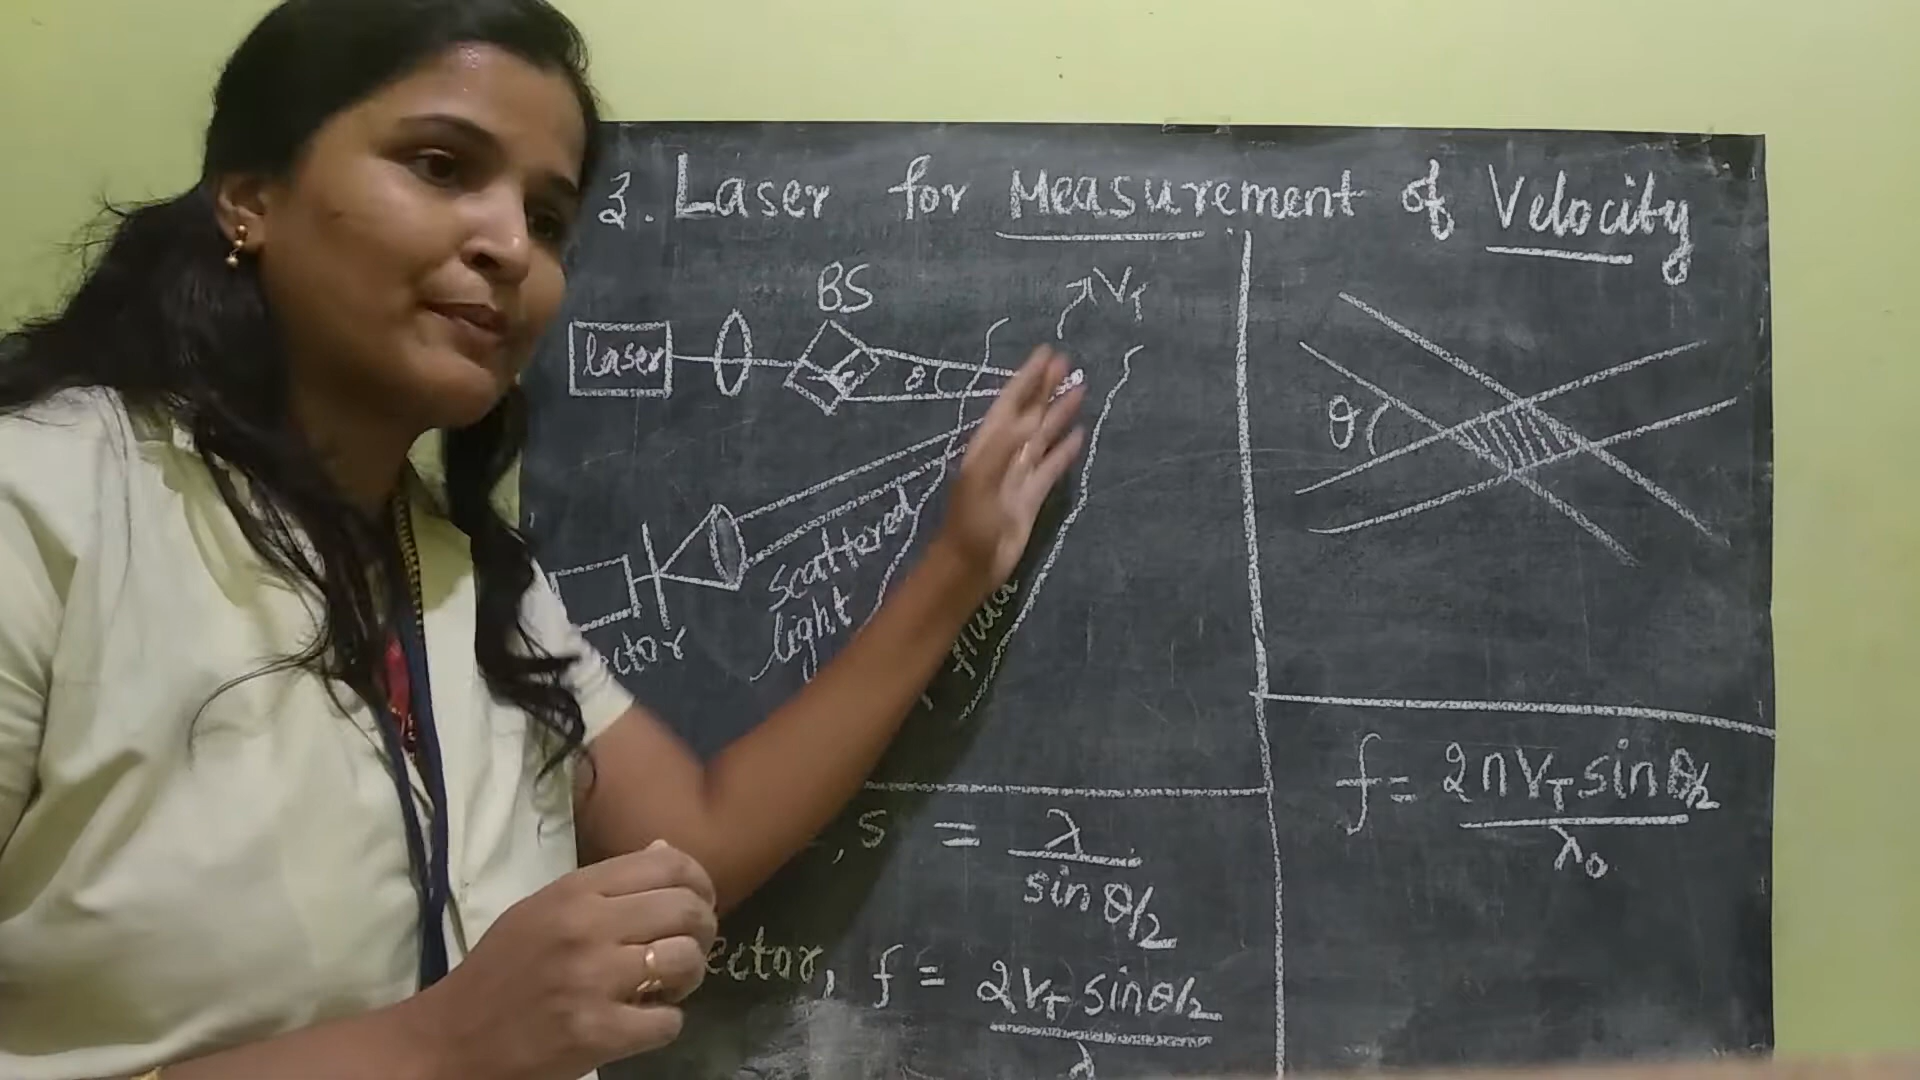 3. Laser for Measurement of Velocity
BS
VT
laser
θ
scattered
light
fluid
ector
θ
, s = λ / sin θ/2
ector, f = 2VT sin θ/2 / λ
f = 2nVT sin θ/2 / λ0